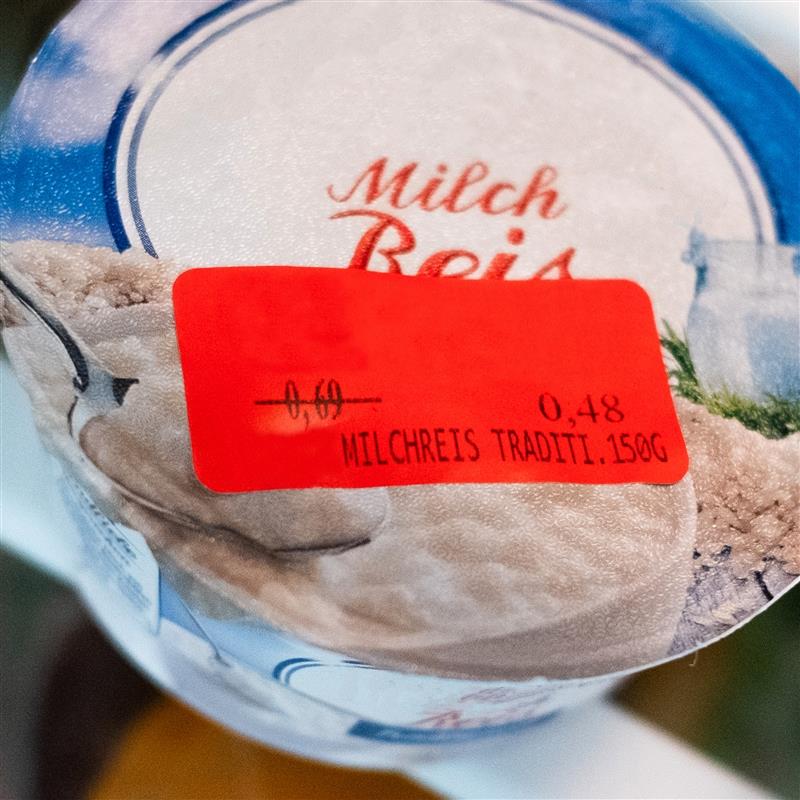 Milch
Reis
0,69 0,48
MILCHREIS TRADITI.150G